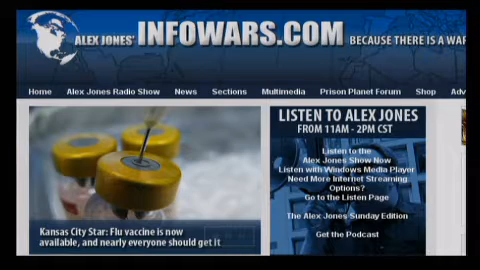 ALEX JONES' INFOWARS.COM BECAUSE THERE IS A WAR
Home Alex Jones Radio Show News Sections Multimedia Prison Planet Forum Shop Adv
LISTEN TO ALEX JONES
FROM 11AM - 2PM CST
Listen to the
Alex Jones Show Now
Listen with Windows Media Player
Need More Internet Streaming
Options?
Go to the Listen Page
The Alex Jones Sunday Edition
Get the Podcast
Kansas City Star: Flu vaccine is now
available, and nearly everyone should get it